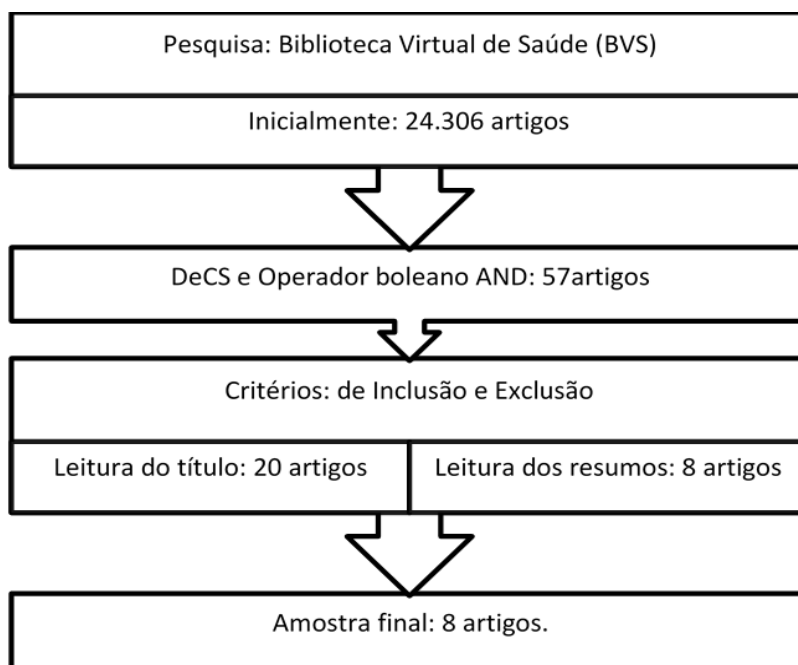 Pesquisa: Biblioteca Virtual de Saúde (BVS)
Inicialmente: 24.306 artigos
DeCS e Operador boleano AND: 57artigos
Critérios: de Inclusão e Exclusão
Leitura do título: 20 artigos
Leitura dos resumos: 8 artigos
Amostra final: 8 artigos.